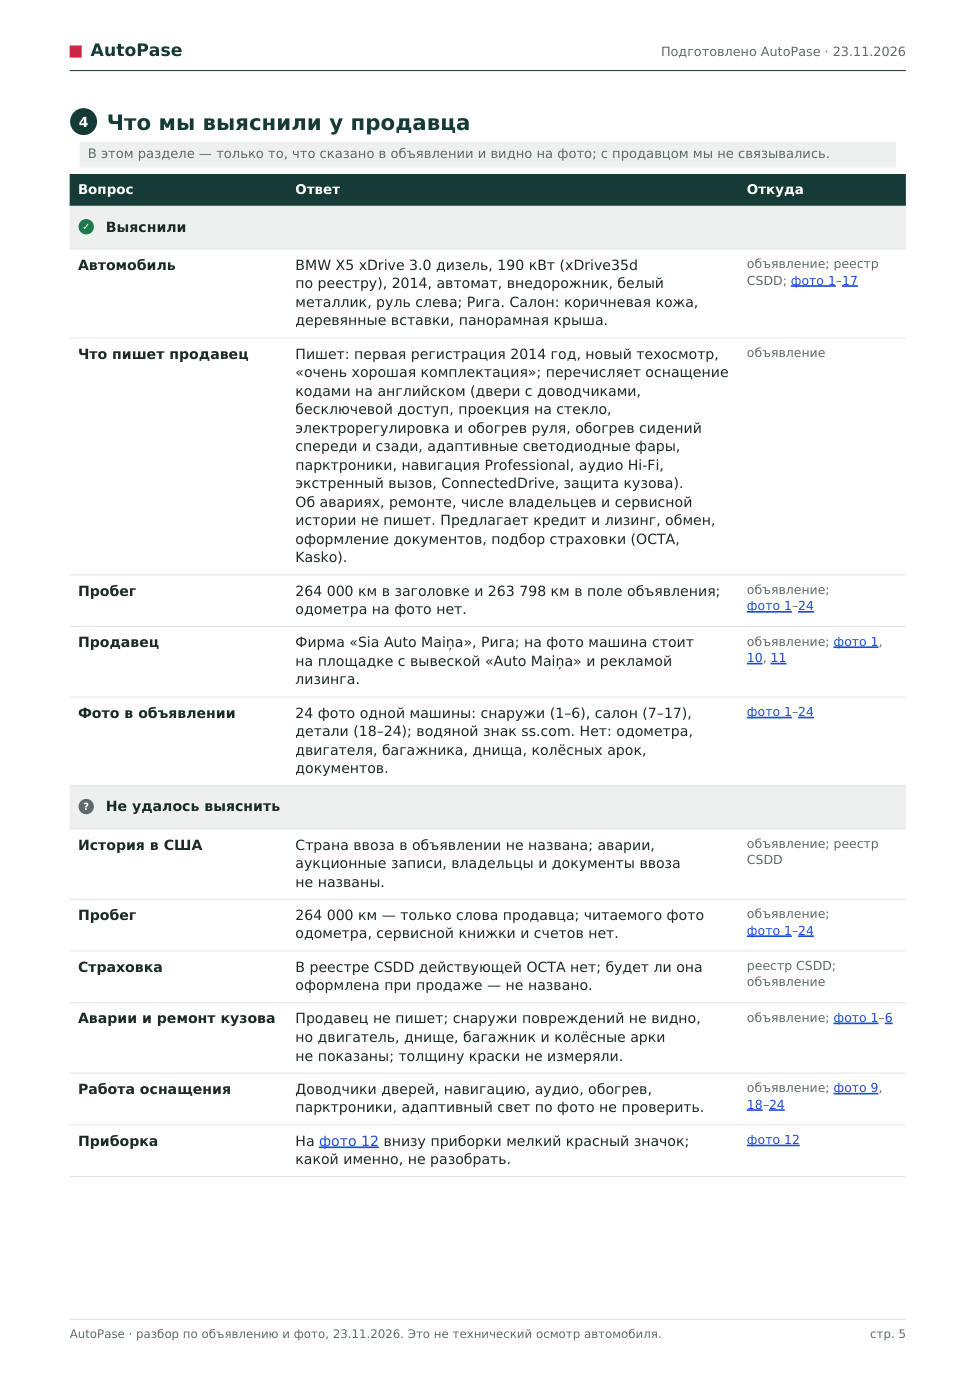 AutoPase
Подготовлено AutoPase · 23.11.2026
4 Что мы выяснили у продавца
В этом разделе — только то, что сказано в объявлении и видно на фото; с продавцом мы не связывались.
Вопрос Ответ Откуда
✓ Выяснили
Автомобиль
BMW X5 xDrive 3.0 дизель, 190 кВт (xDrive35d
по реестру), 2014, автомат, внедорожник, белый
металлик, руль слева; Рига. Салон: коричневая кожа,
деревянные вставки, панорамная крыша.
объявление; реестр
CSDD; фото 1–17
Что пишет продавец
Пишет: первая регистрация 2014 год, новый техосмотр,
«очень хорошая комплектация»; перечисляет оснащение
кодами на английском (двери с доводчиками,
бесключевой доступ, проекция на стекло,
электрорегулировка и обогрев руля, обогрев сидений
спереди и сзади, адаптивные светодиодные фары,
парктроники, навигация Professional, аудио Hi-Fi,
экстренный вызов, ConnectedDrive, защита кузова).
Об авариях, ремонте, числе владельцев и сервисной
истории не пишет. Предлагает кредит и лизинг, обмен,
оформление документов, подбор страховки (OCTA,
Kasko).
объявление
Пробег
264 000 км в заголовке и 263 798 км в поле объявления;
одометра на фото нет.
объявление;
фото 1–24
Продавец
Фирма «Sia Auto Maiņa», Рига; на фото машина стоит
на площадке с вывеской «Auto Maiņa» и рекламой
лизинга.
объявление; фото 1,
10, 11
Фото в объявлении
24 фото одной машины: снаружи (1–6), салон (7–17),
детали (18–24); водяной знак ss.com. Нет: одометра,
двигателя, багажника, днища, колёсных арок,
документов.
фото 1–24
? Не удалось выяснить
История в США
Страна ввоза в объявлении не названа; аварии,
аукционные записи, владельцы и документы ввоза
не названы.
объявление; реестр
CSDD
Пробег
264 000 км — только слова продавца; читаемого фото
одометра, сервисной книжки и счетов нет.
объявление;
фото 1–24
Страховка
В реестре CSDD действующей OCTA нет; будет ли она
оформлена при продаже — не названо.
реестр CSDD;
объявление
Аварии и ремонт кузова
Продавец не пишет; снаружи повреждений не видно,
но двигатель, днище, багажник и колёсные арки
не показаны; толщину краски не измеряли.
объявление; фото 1–6
Работа оснащения
Доводчики дверей, навигацию, аудио, обогрев,
парктроники, адаптивный свет по фото не проверить.
объявление; фото 9,
18–24
Приборка
На фото 12 внизу приборки мелкий красный значок;
какой именно, не разобрать.
фото 12
AutoPase · разбор по объявлению и фото, 23.11.2026. Это не технический осмотр автомобиля.
стр. 5